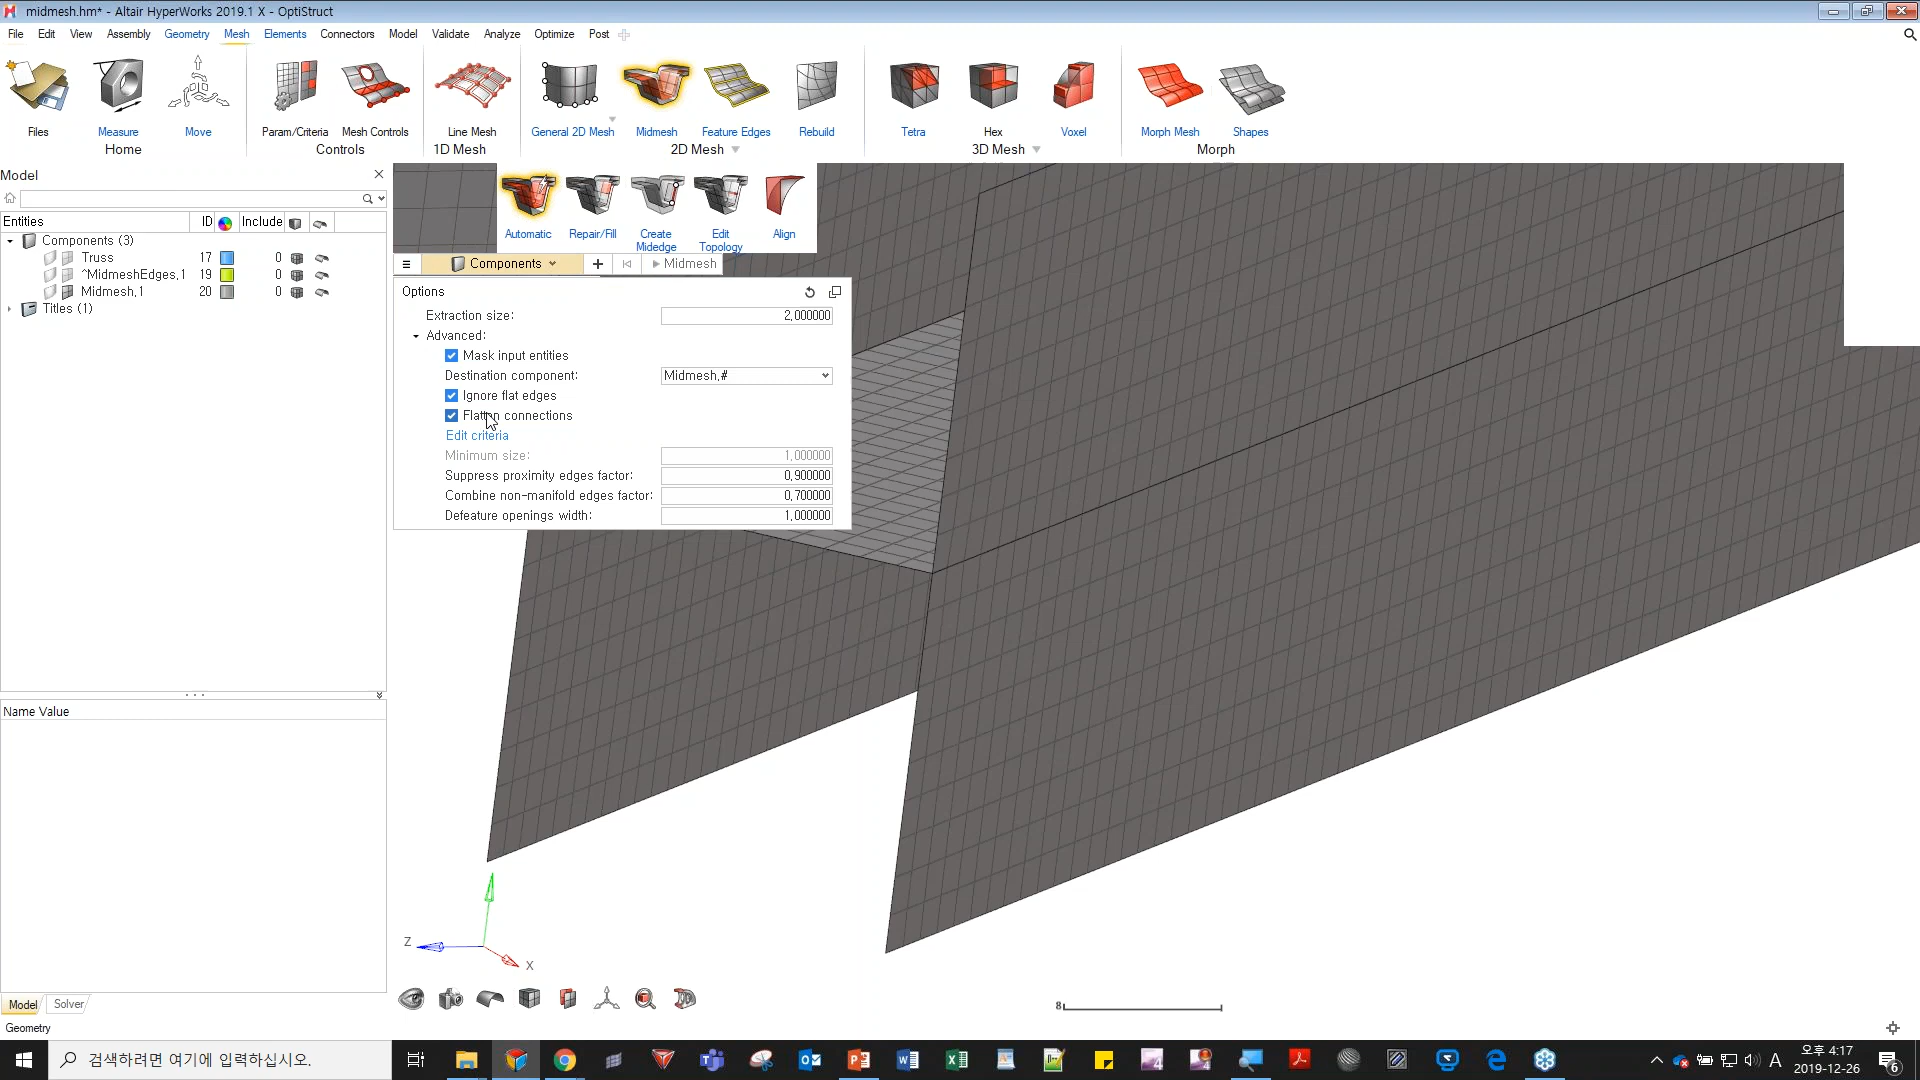 midmesh.hm* - Altair HyperWorks 2019.1 X - OptiStruct
File Edit View Assembly Geometry Mesh Elements Connectors Model Validate Analyze Optimize Post
Files Measure Move Param/Criteria Mesh Controls Line Mesh General 2D Mesh Midmesh Feature Edges Rebuild Tetra Hex Voxel Morph Mesh Shapes
Home Controls 1D Mesh 2D Mesh 3D Mesh Morph
Model
Entities ID Include
Components (3)
Truss 17 0
^MidmeshEdges.1 19 0
Midmesh.1 20 0
Titles (1)
Automatic Repair/Fill Create Midedge Edit Topology Align
Components Midmesh
Options
Extraction size: 2.000000
Advanced:
Mask input entities
Destination component: Midmesh.#
Ignore flat edges
Flatten connections
Edit criteria
Minimum size: 1.000000
Suppress proximity edges factor: 0.900000
Combine non-manifold edges factor: 0.700000
Defeature openings width: 1.000000
Name Value
Z
X
8
Model Solver
Geometry
검색하려면 여기에 입력하십시오.
A
오후 4:17
2019-12-26
6